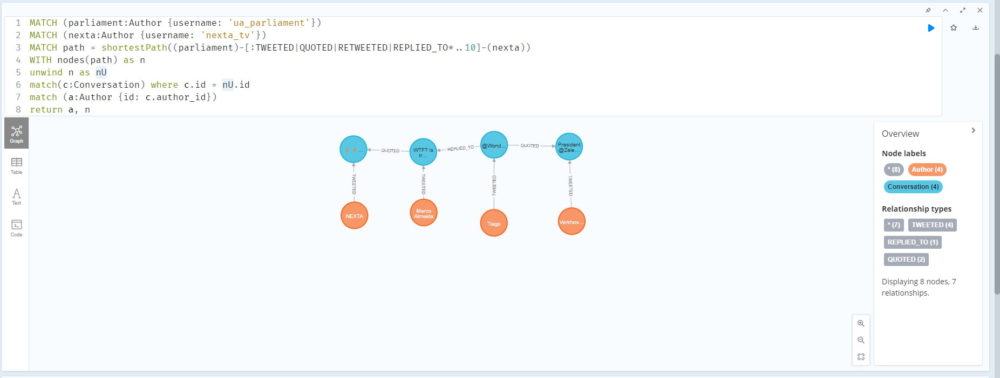 1 MATCH (parliament:Author {username: 'ua_parliament'})
2 MATCH (nexta:Author {username: 'nexta_tv'})
3 MATCH path = shortestPath((parliament)-[:TWEETED|QUOTED|RETWEETED|REPLIED_TO*..10]-(nexta))
4 WITH nodes(path) as n
5 unwind n as nU
6 match(c:Conversation) where c.id = nU.id
7 match (a:Author {id: c.author_id})
8 return a, n
Graph
Table
Text
Code
...
QUOTED
WTF? Is
tr...
REPLIED_TO
@Wond...
QUOTED
President
@Zele...
TWEETED
TWEETED
TWEETED
TWEETED
NEXTA
Marco
Almeida
Tiago
Verkhov...
Overview
Node labels
* (8) Author (4)
Conversation (4)
Relationship types
* (7) TWEETED (4)
REPLIED_TO (1)
QUOTED (2)
Displaying 8 nodes, 7
relationships.